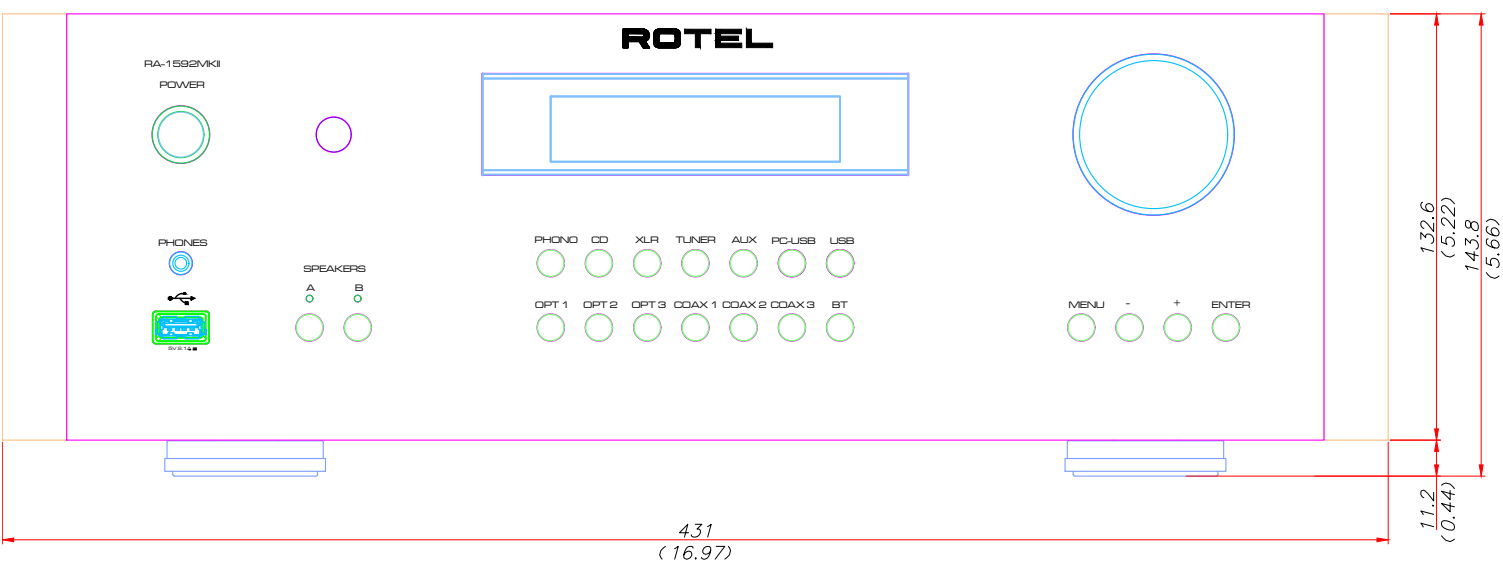 ROTEL
RA-1592MKII
POWER
PHONES
SPEAKERS
A B
PHONO CD XLR TUNER AUX PC-USB USB
OPT 1 OPT 2 OPT 3 COAX 1 COAX 2 COAX 3 BT
MENU - + ENTER
132.6
(5.22)
143.8
(5.66)
11.2
(0.44)
431
(16.97)